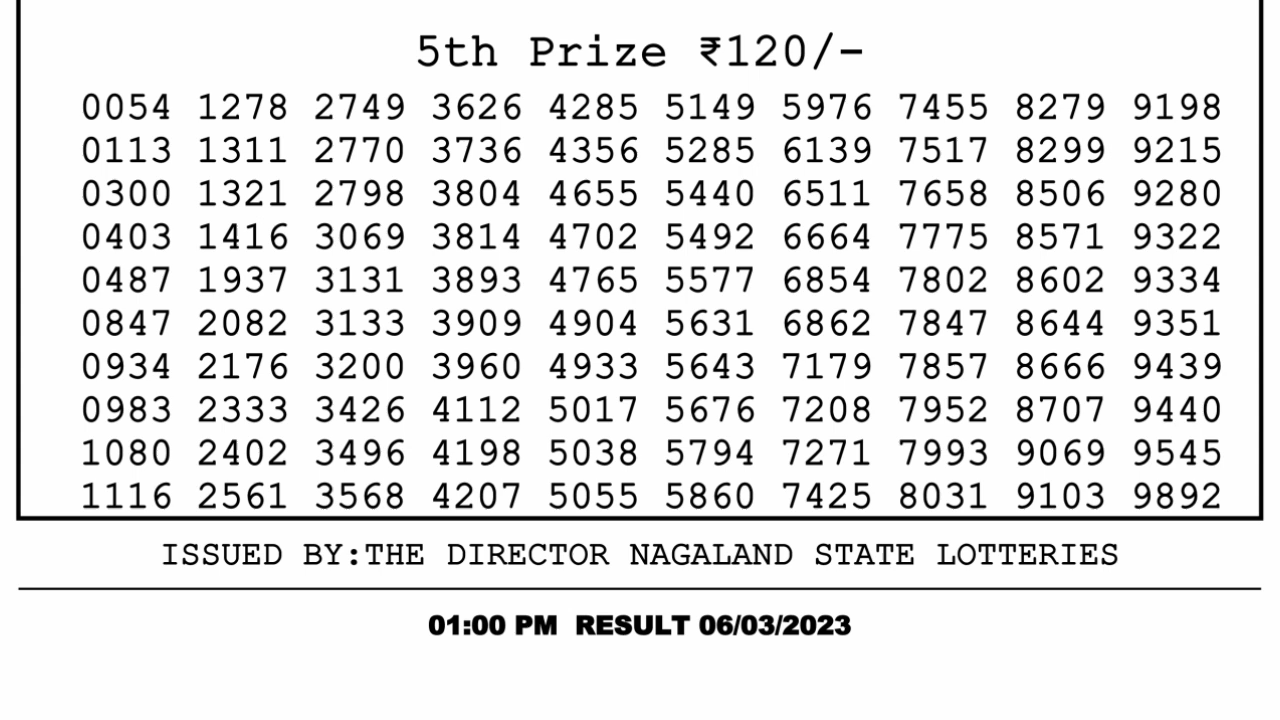 5th Prize ₹120/-
0054 1278 2749 3626 4285 5149 5976 7455 8279 9198
0113 1311 2770 3736 4356 5285 6139 7517 8299 9215
0300 1321 2798 3804 4655 5440 6511 7658 8506 9280
0403 1416 3069 3814 4702 5492 6664 7775 8571 9322
0487 1937 3131 3893 4765 5577 6854 7802 8602 9334
0847 2082 3133 3909 4904 5631 6862 7847 8644 9351
0934 2176 3200 3960 4933 5643 7179 7857 8666 9439
0983 2333 3426 4112 5017 5676 7208 7952 8707 9440
1080 2402 3496 4198 5038 5794 7271 7993 9069 9545
1116 2561 3568 4207 5055 5860 7425 8031 9103 9892
ISSUED BY:THE DIRECTOR NAGALAND STATE LOTTERIES
01:00 PM RESULT 06/03/2023